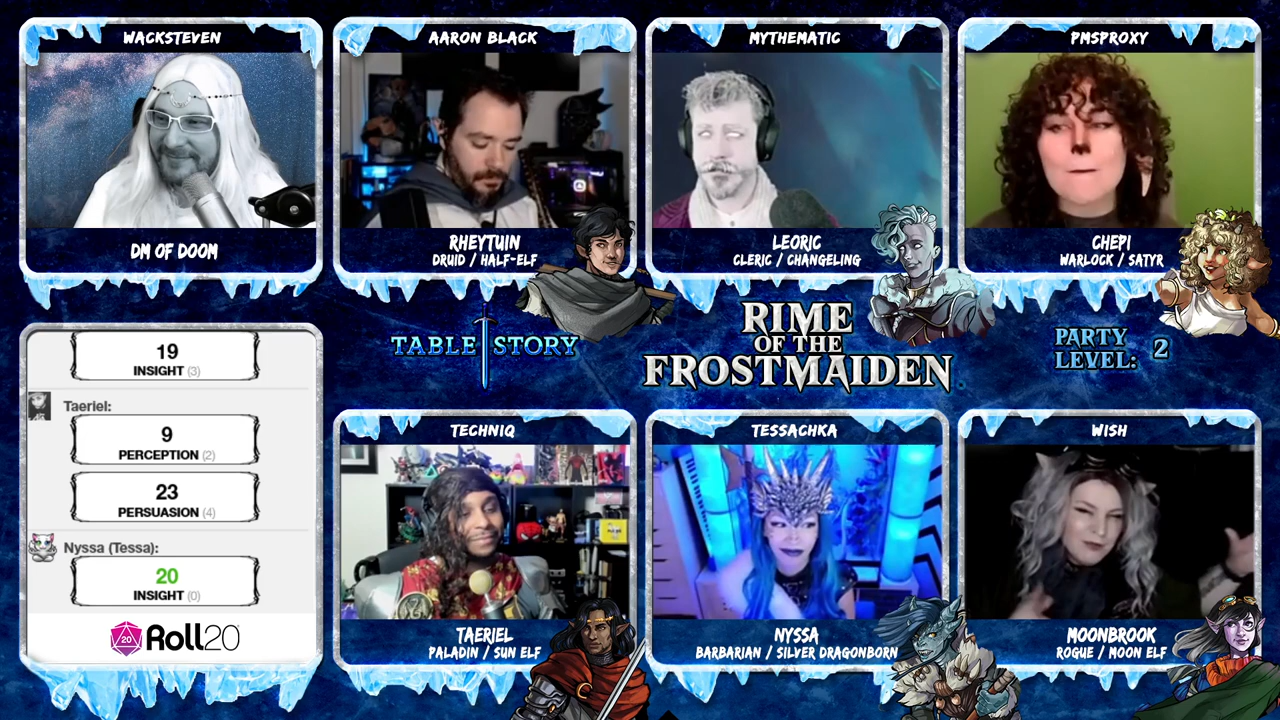 WACKSTEVEN
DM OF DOOM
AARON BLACK
RHEYTUIN
DRUID / HALF-ELF
MYTHEMATIC
LEORIC
CLERIC / CHANGELING
PMSPROXY
CHEPI
WARLOCK / SATYR
TABLE STORY
RIME
OF THE
FROSTMAIDEN
PARTY
LEVEL: 2
19
INSIGHT (3)
Taeriel:
9
PERCEPTION (2)
23
PERSUASION (4)
Nyssa (Tessa):
20
INSIGHT (0)
20 Roll20
TECHNIQ
TAERIEL
PALADIN / SUN ELF
TESSACHKA
NYSSA
BARBARIAN / SILVER DRAGONBORN
WISH
MOONBROOK
ROGUE / MOON ELF